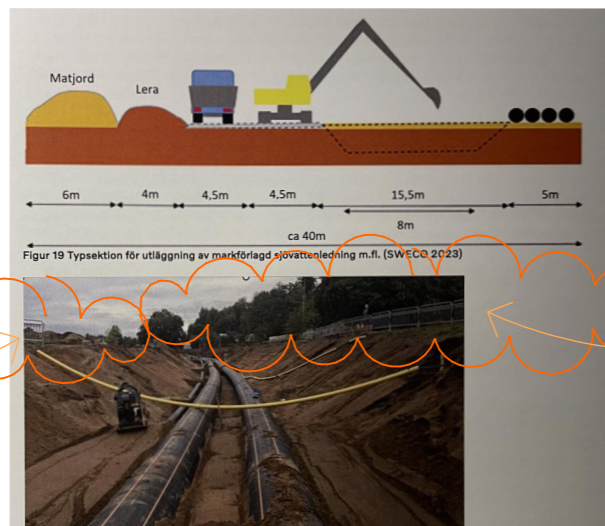 Matjord
Lera
6m
4m
4,5m
4,5m
15,5m
5m
8m
ca 40m
Figur 19 Typsektion för utläggning av markförlagd sjövattenledning m.fl. (SWECO 2023)